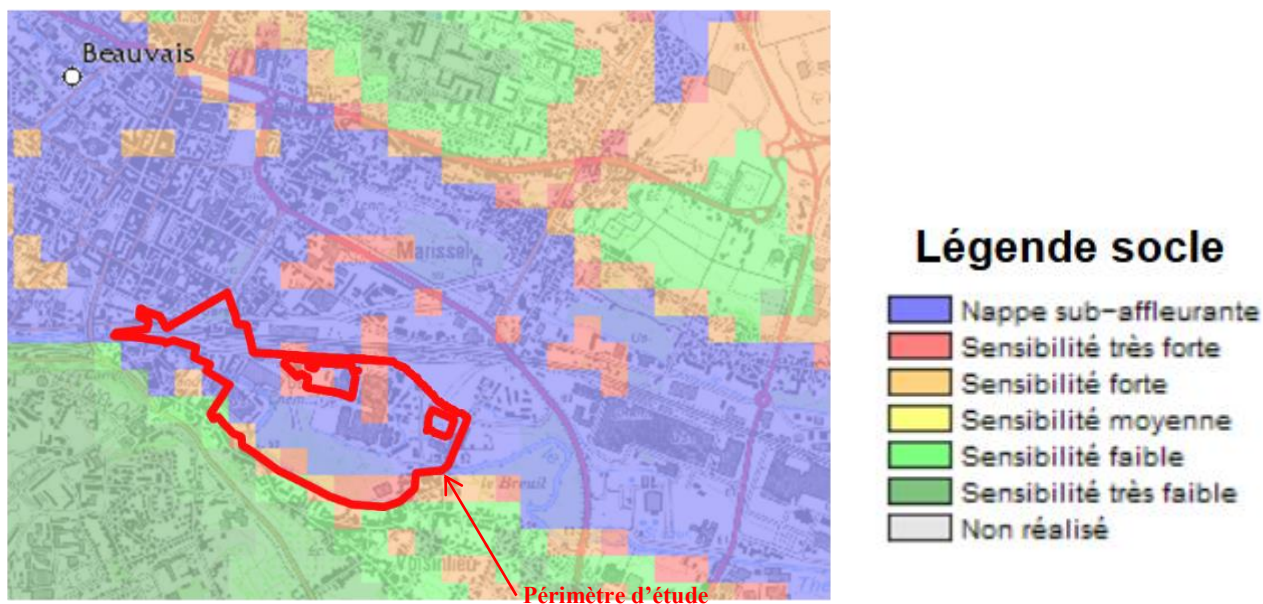 Beauvais
Marissel
le Breuil
Voisinlieu
Périmètre d'étude
Légende socle
Nappe sub-affleurante
Sensibilité très forte
Sensibilité forte
Sensibilité moyenne
Sensibilité faible
Sensibilité très faible
Non réalisé